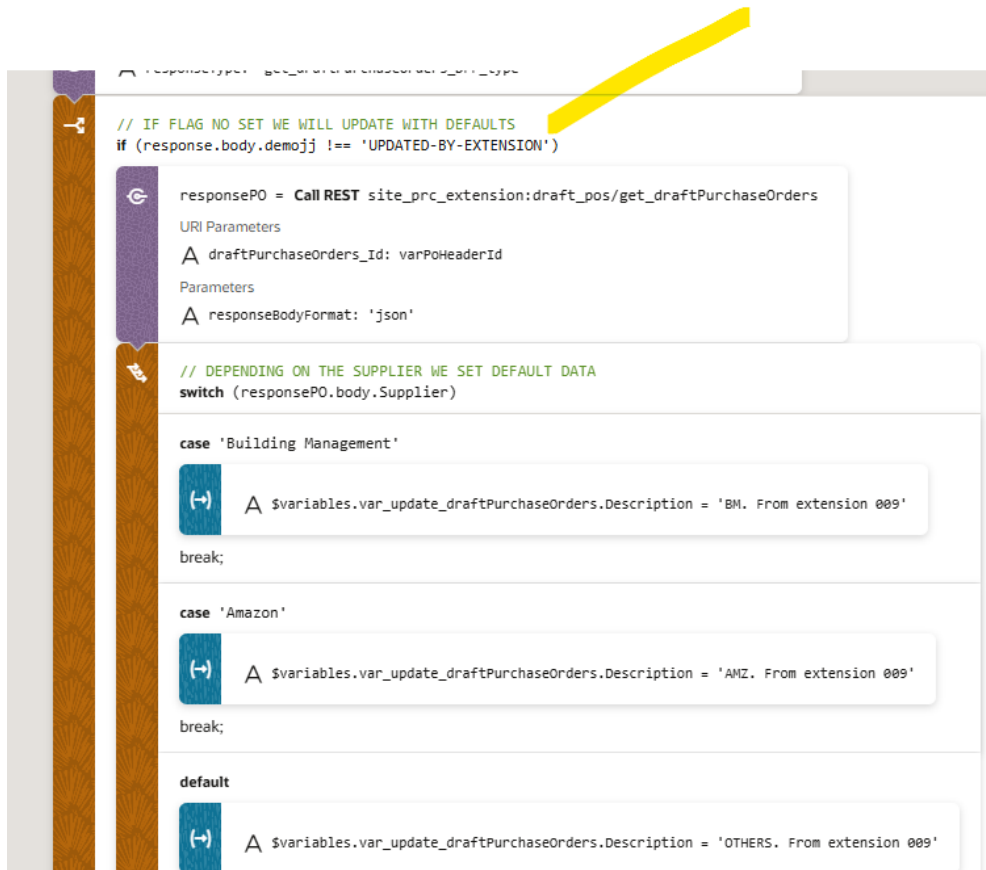 // IF FLAG NO SET WE WILL UPDATE WITH DEFAULTS
if (response.body.demojj !== 'UPDATED-BY-EXTENSION')
responsePO = Call REST site_prc_extension:draft_pos/get_draftPurchaseOrders
URI Parameters
A draftPurchaseOrders_Id: varPoHeaderId
Parameters
A responseBodyFormat: 'json'
// DEPENDING ON THE SUPPLIER WE SET DEFAULT DATA
switch (responsePO.body.Supplier)
case 'Building Management'
A $variables.var_update_draftPurchaseOrders.Description = 'BM. From extension 009'
break;
case 'Amazon'
A $variables.var_update_draftPurchaseOrders.Description = 'AMZ. From extension 009'
break;
default
A $variables.var_update_draftPurchaseOrders.Description = 'OTHERS. From extension 009'